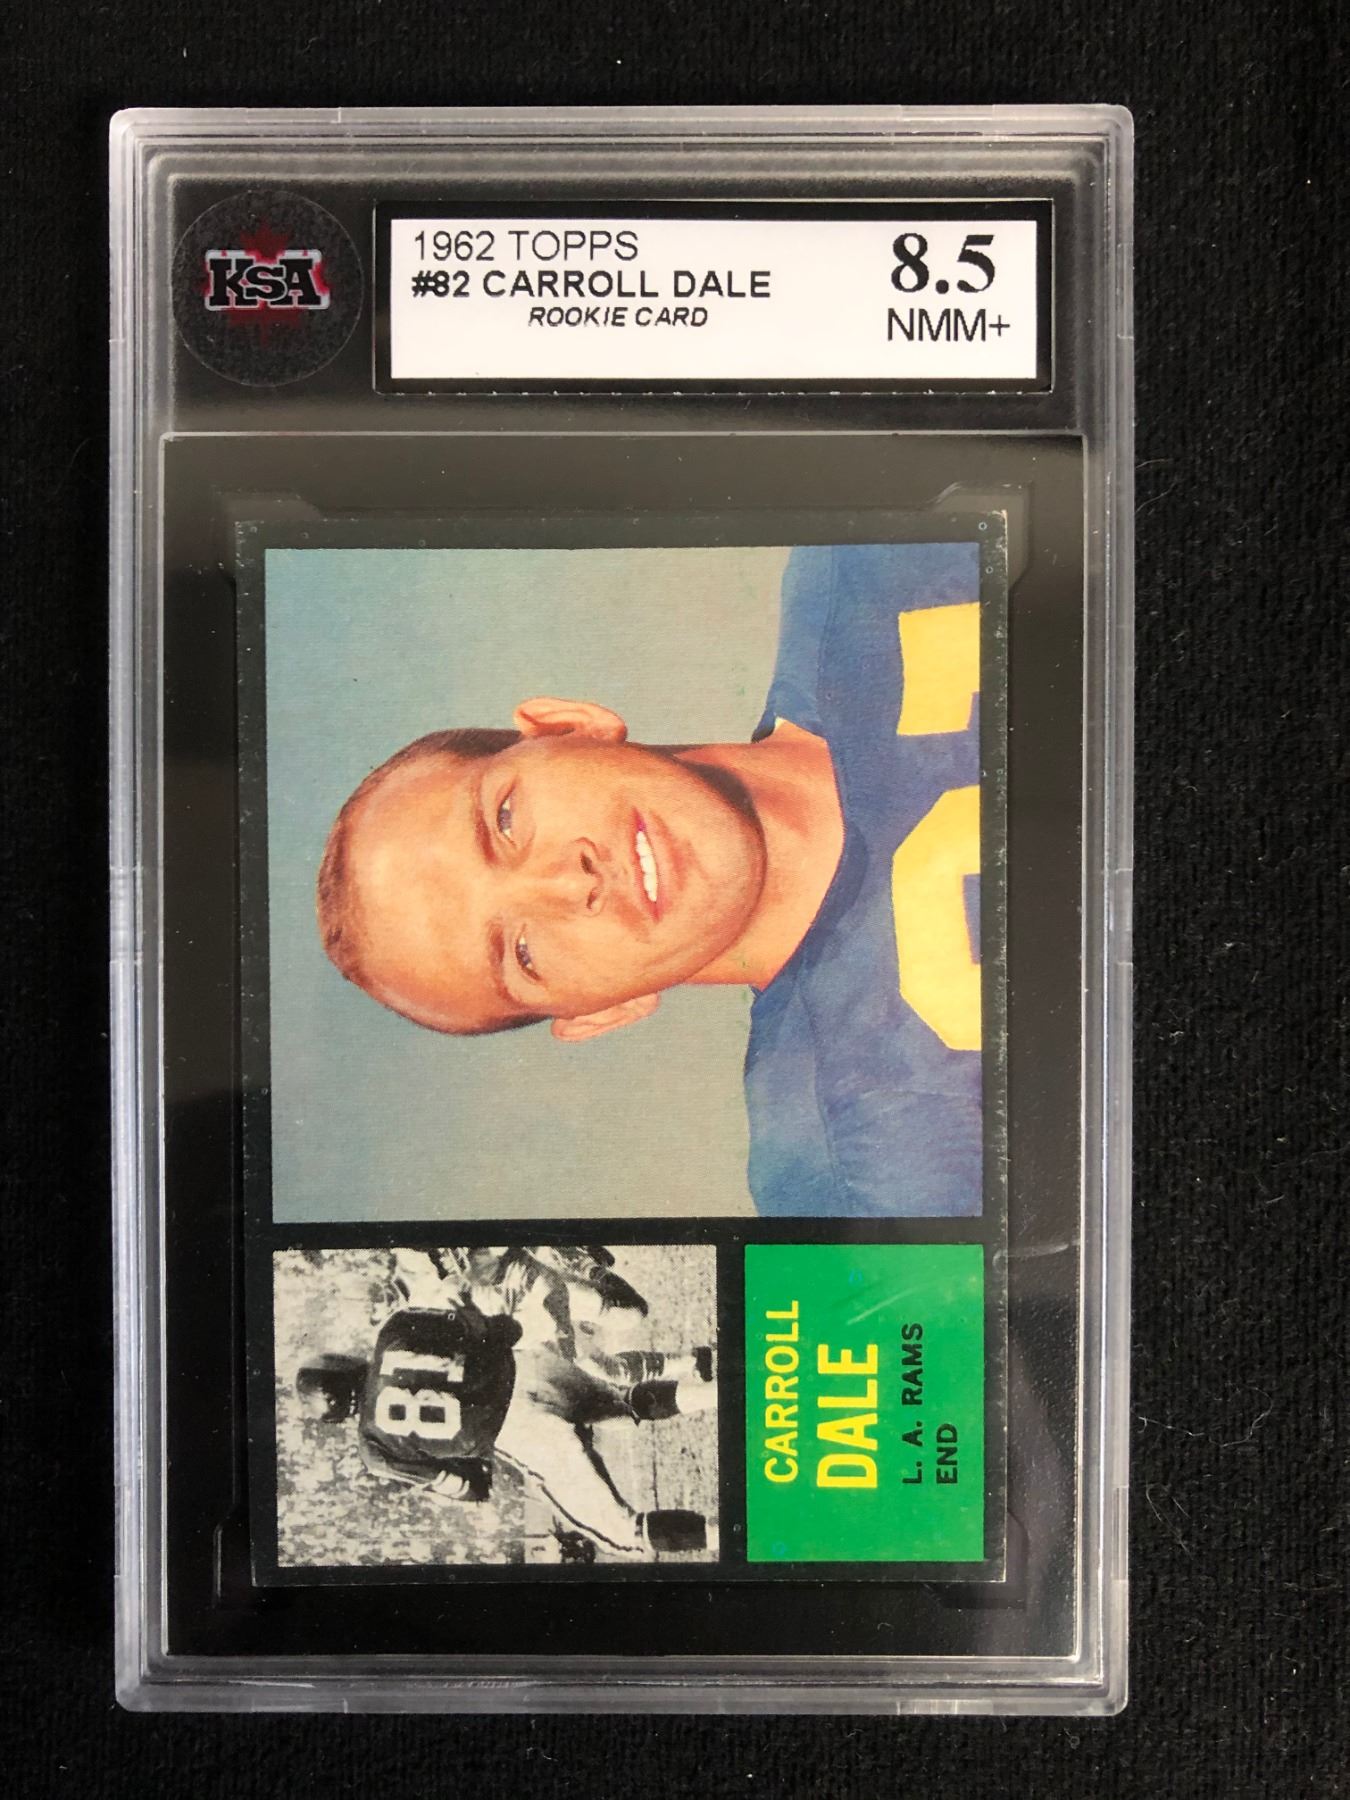 KSA
1962 TOPPS
#82 CARROLL DALE
ROOKIE CARD
8.5
NMM+
81
CARROLL
DALE
L. A. RAMS
END